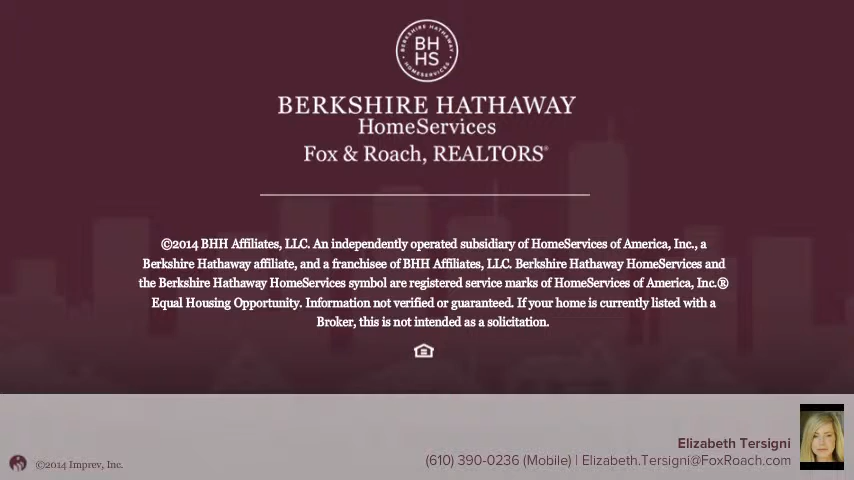 BERKSHIRE HATHAWAY
HOMESERVICES
BH
HS
BERKSHIRE HATHAWAY
HomeServices
Fox & Roach, REALTORS®
©2014 BHH Affiliates, LLC. An independently operated subsidiary of HomeServices of America, Inc., a
Berkshire Hathaway affiliate, and a franchisee of BHH Affiliates, LLC. Berkshire Hathaway HomeServices and
the Berkshire Hathaway HomeServices symbol are registered service marks of HomeServices of America, Inc.®
Equal Housing Opportunity. Information not verified or guaranteed. If your home is currently listed with a
Broker, this is not intended as a solicitation.
Elizabeth Tersigni
(610) 390-0236 (Mobile) | Elizabeth.Tersigni@FoxRoach.com
©2014 Imprev, Inc.